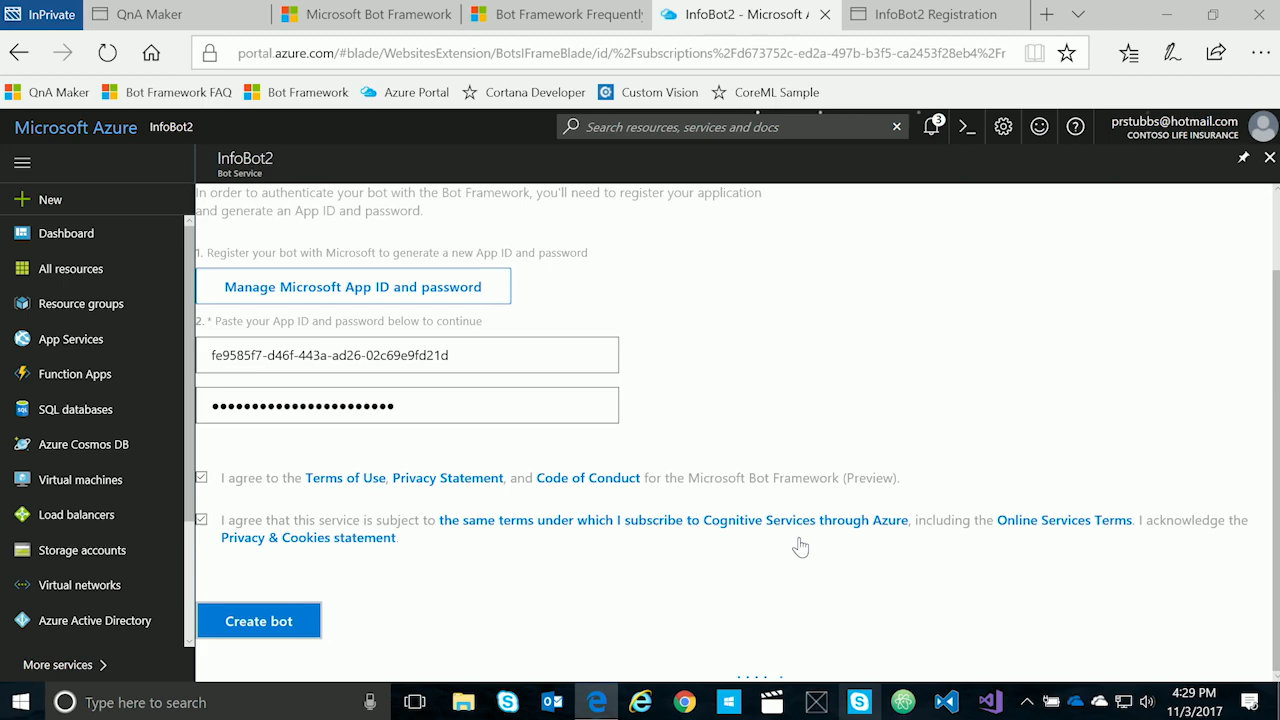 InPrivate
QnA Maker
Microsoft Bot Framework
Bot Framework Frequently
InfoBot2 - Microsoft A
InfoBot2 Registration
portal.azure.com/#blade/WebsitesExtension/BotsIFrameBlade/id/%2Fsubscriptions%2Fd673752c-ed2a-497b-b3f5-ca2453f28eb4%2Fr
QnA Maker
Bot Framework FAQ
Bot Framework
Azure Portal
Cortana Developer
Custom Vision
CoreML Sample
Microsoft Azure
InfoBot2
Search resources, services and docs
3
prstubbs@hotmail.com
CONTOSO LIFE INSURANCE
InfoBot2
Bot Service
New
Dashboard
All resources
Resource groups
App Services
Function Apps
SQL databases
Azure Cosmos DB
Virtual machines
Load balancers
Storage accounts
Virtual networks
Azure Active Directory
More services
In order to authenticate your bot with the Bot Framework, you'll need to register your application
and generate an App ID and password.
1. Register your bot with Microsoft to generate a new App ID and password
Manage Microsoft App ID and password
2. * Paste your App ID and password below to continue
fe9585f7-d46f-443a-ad26-02c69e9fd21d
I agree to the Terms of Use, Privacy Statement, and Code of Conduct for the Microsoft Bot Framework (Preview).
I agree that this service is subject to the same terms under which I subscribe to Cognitive Services through Azure, including the Online Services Terms. I acknowledge the
Privacy & Cookies statement.
Create bot
Type here to search
4:29 PM
11/3/2017